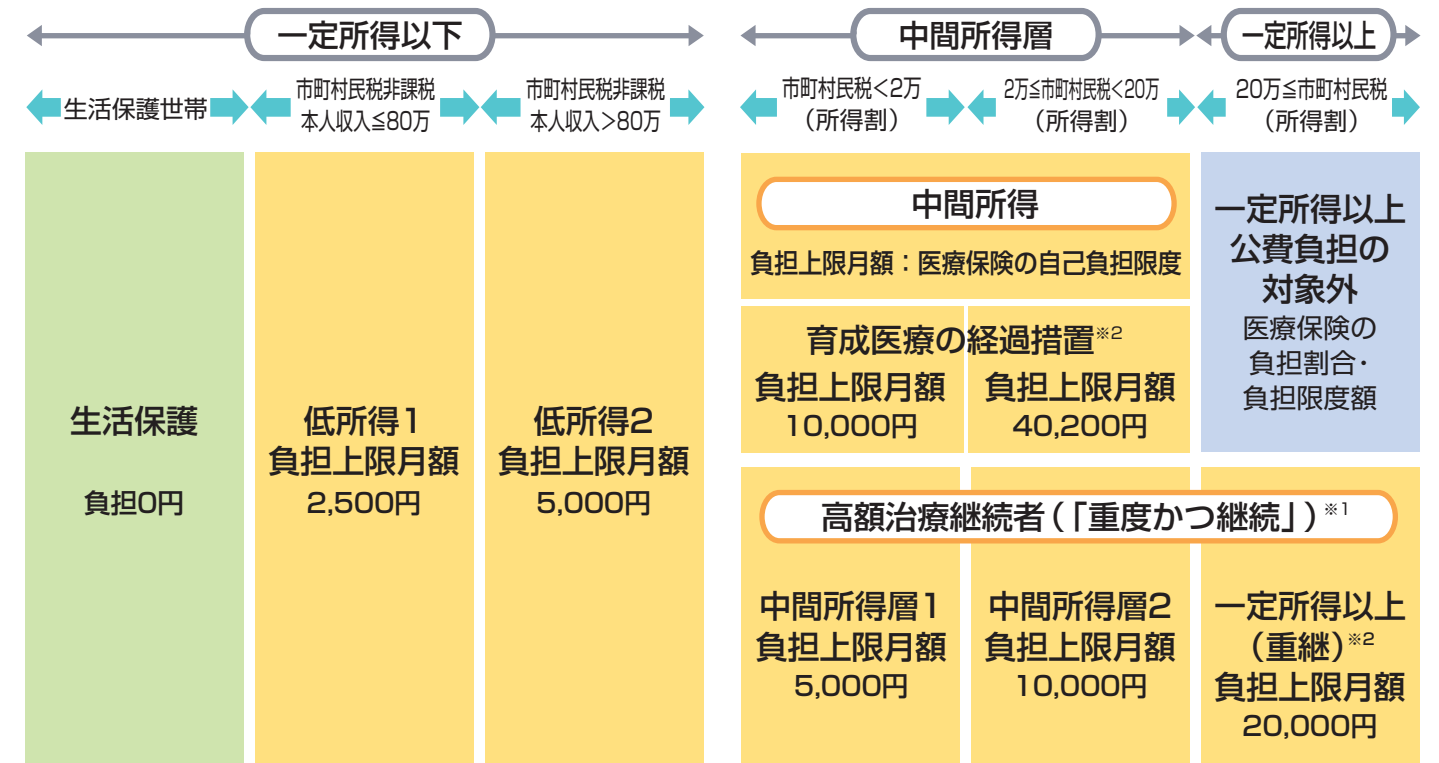 一定所得以下
中間所得層
一定所得以上
生活保護世帯
市町村民税非課税
本人収入≦80万
市町村民税非課税
本人収入>80万
市町村民税<2万
(所得割)
2万≦市町村民税<20万
(所得割)
20万≦市町村民税
(所得割)
生活保護
負担0円
低所得1
負担上限月額
2,500円
低所得2
負担上限月額
5,000円
中間所得
負担上限月額:医療保険の自己負担限度
育成医療の経過措置※2
負担上限月額
10,000円
負担上限月額
40,200円
一定所得以上
公費負担の
対象外
医療保険の
負担割合・
負担限度額
高額治療継続者(「重度かつ継続」)※1
中間所得層1
負担上限月額
5,000円
中間所得層2
負担上限月額
10,000円
一定所得以上
(重継)※2
負担上限月額
20,000円